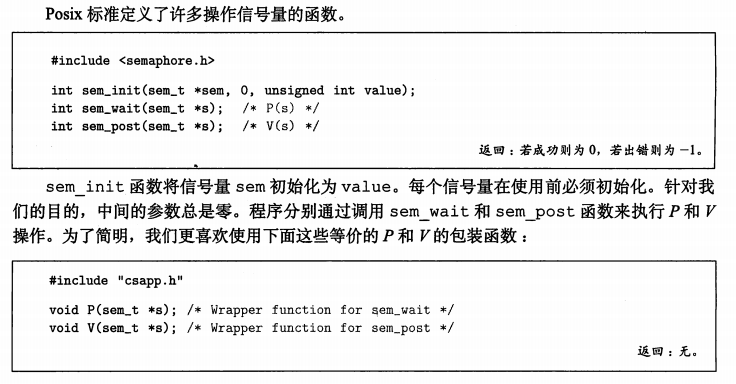 Posix 标准定义了许多操作信号量的函数。
#include <semaphore.h>
int sem_init(sem_t *sem, 0, unsigned int value);
int sem_wait(sem_t *s); /* P(s) */
int sem_post(sem_t *s); /* V(s) */
返回：若成功则为 0，若出错则为 -1。
sem_init 函数将信号量 sem 初始化为 value。每个信号量在使用前必须初始化。针对我
们的目的，中间的参数总是零。程序分别通过调用 sem_wait 和 sem_post 函数来执行 P 和 V
操作。为了简明，我们更喜欢使用下面这些等价的 P 和 V 的包装函数：
#include "csapp.h"
void P(sem_t *s); /* Wrapper function for sem_wait */
void V(sem_t *s); /* Wrapper function for sem_post */
返回：无。